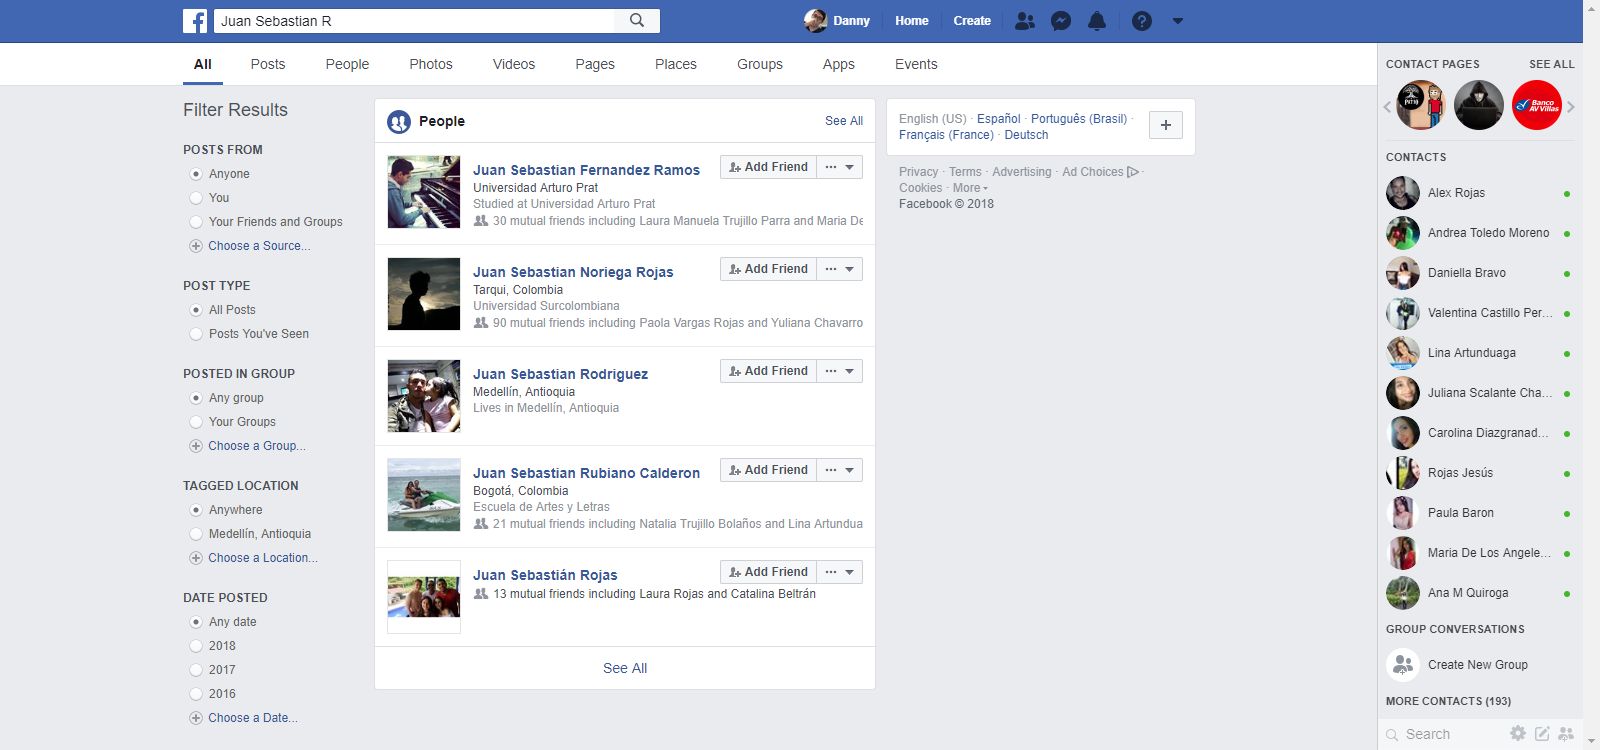 Juan Sebastian R
Danny
Home
Create
All
Posts
People
Photos
Videos
Pages
Places
Groups
Apps
Events
Filter Results
POSTS FROM
Anyone
You
Your Friends and Groups
Choose a Source...
POST TYPE
All Posts
Posts You've Seen
POSTED IN GROUP
Any group
Your Groups
Choose a Group...
TAGGED LOCATION
Anywhere
Medellín, Antioquia
Choose a Location...
DATE POSTED
Any date
2018
2017
2016
Choose a Date...
People
See All
Juan Sebastian Fernandez Ramos
Add Friend
Universidad Arturo Prat
Studied at Universidad Arturo Prat
30 mutual friends including Laura Manuela Trujillo Parra and Maria De
Juan Sebastian Noriega Rojas
Add Friend
Tarqui, Colombia
Universidad Surcolombiana
90 mutual friends including Paola Vargas Rojas and Yuliana Chavarro
Juan Sebastian Rodriguez
Add Friend
Medellín, Antioquia
Lives in Medellín, Antioquia
Juan Sebastian Rubiano Calderon
Add Friend
Bogotá, Colombia
Escuela de Artes y Letras
21 mutual friends including Natalia Trujillo Bolaños and Lina Artundua
Juan Sebastián Rojas
Add Friend
13 mutual friends including Laura Rojas and Catalina Beltrán
See All
English (US) · Español · Português (Brasil) ·
Français (France) · Deutsch
Privacy · Terms · Advertising · Ad Choices ·
Cookies · More
Facebook © 2018
CONTACT PAGES
SEE ALL
Banco
AV Villas
CONTACTS
Alex Rojas
Andrea Toledo Moreno
Daniella Bravo
Valentina Castillo Per...
Lina Artunduaga
Juliana Scalante Cha...
Carolina Diazgranad...
Rojas Jesús
Paula Baron
Maria De Los Angele...
Ana M Quiroga
GROUP CONVERSATIONS
Create New Group
MORE CONTACTS (193)
Search